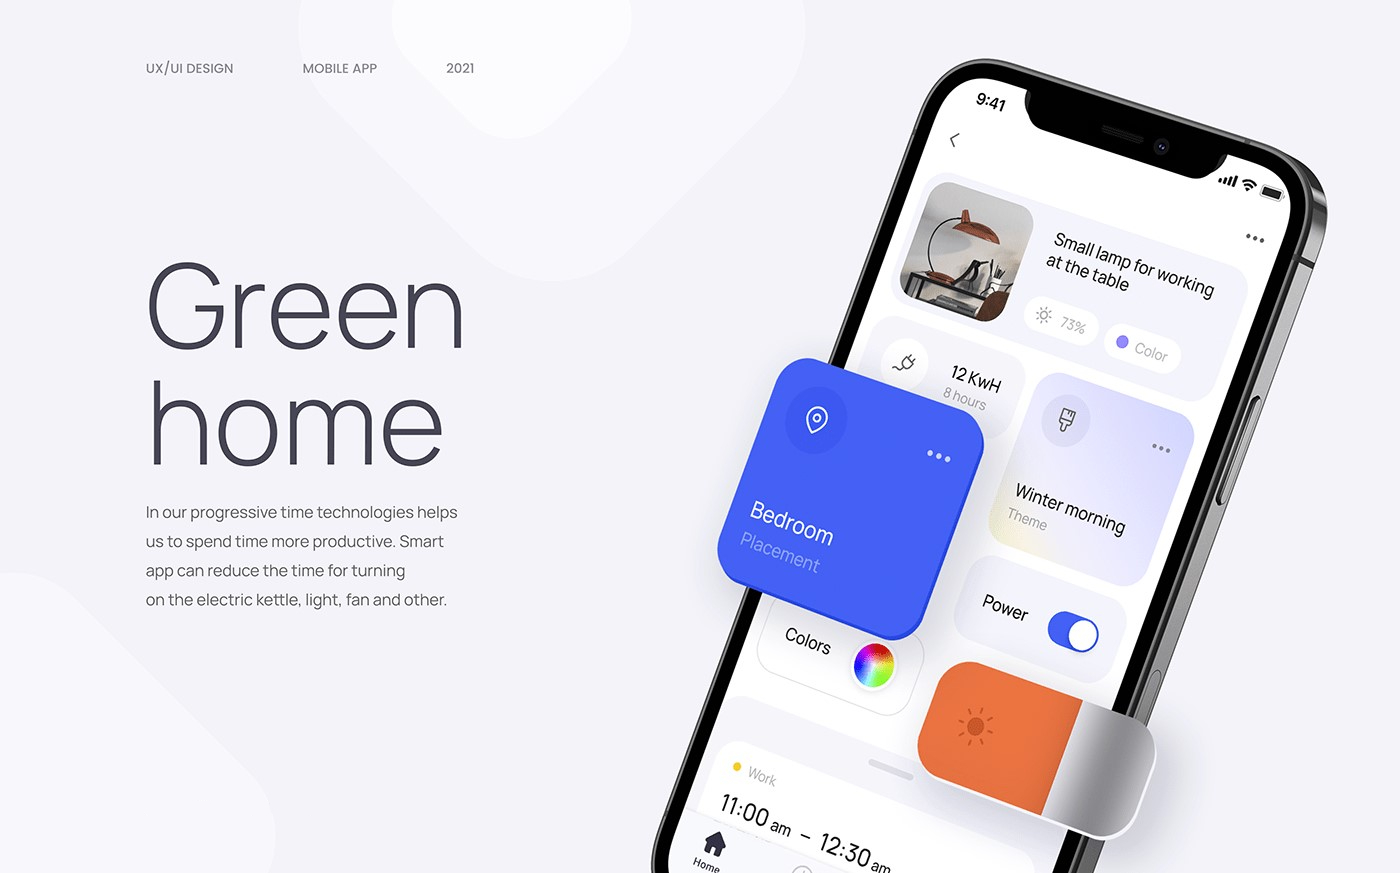 UX/UI DESIGN
MOBILE APP
2021
Green
home
In our progressive time technologies helps
us to spend time more productive. Smart
app can reduce the time for turning
on the electric kettle, light, fan and other.
9:41
Small lamp for working
at the table
73%
Color
12 KwH
8 hours
Winter morning
Theme
Bedroom
Placement
Power
Colors
Work
11:00 am – 12:30 am
Home